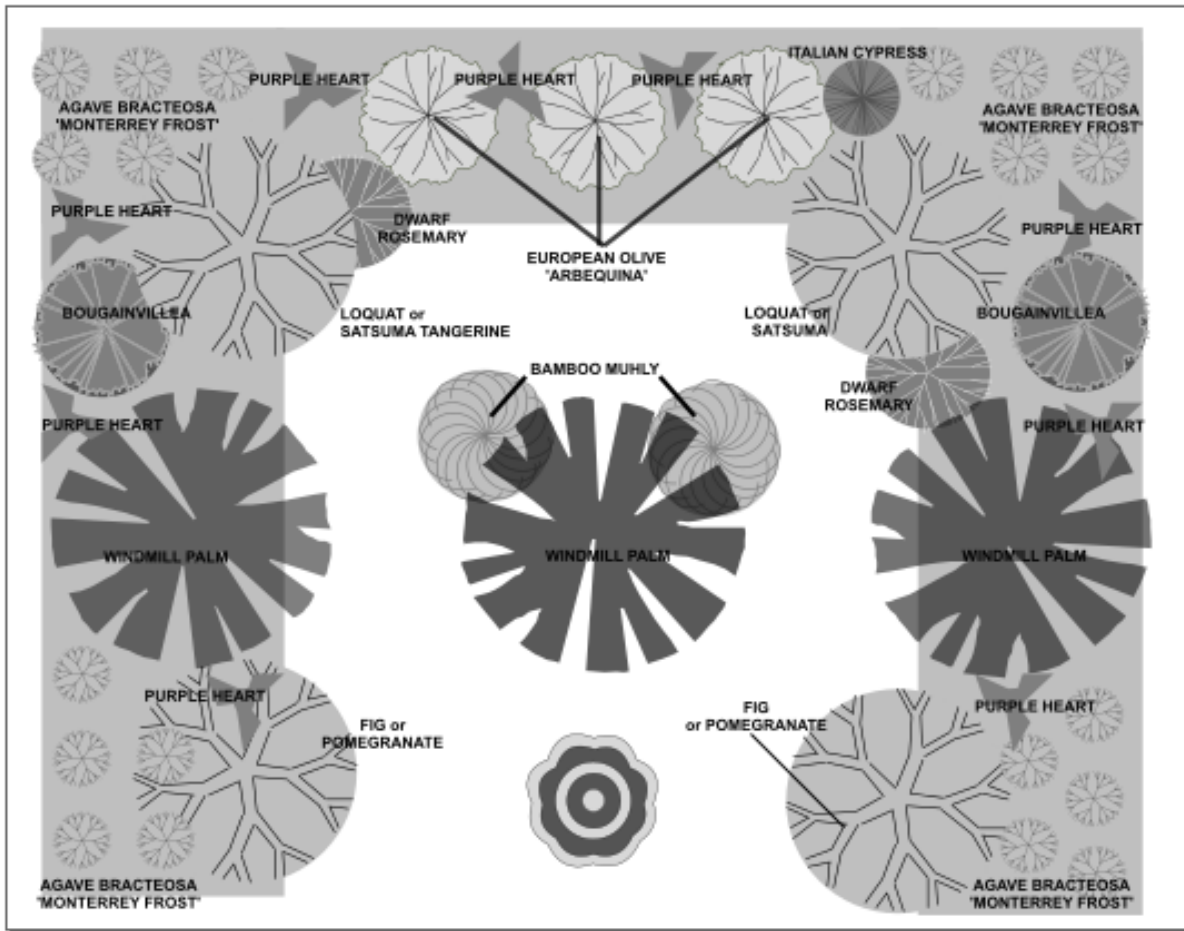 ITALIAN CYPRESS
PURPLE HEART
PURPLE HEART
PURPLE HEART
AGAVE BRACTEOSA
'MONTERREY FROST'
AGAVE BRACTEOSA
'MONTERREY FROST'
PURPLE HEART
DWARF
ROSEMARY
PURPLE HEART
EUROPEAN OLIVE
"ARBEQUINA"
BOUGAINVILLEA
LOQUAT or
SATSUMA TANGERINE
LOQUAT or
SATSUMA
BOUGAINVILLEA
BAMBOO MUHLY
DWARF
ROSEMARY
PURPLE HEART
PURPLE HEART
WINDMILL PALM
WINDMILL PALM
WINDMILL PALM
PURPLE HEART
FIG or
POMEGRANATE
FIG
or POMEGRANATE
PURPLE HEART
AGAVE BRACTEOSA
'MONTERREY FROST'
AGAVE BRACTEOSA
'MONTERREY FROST'